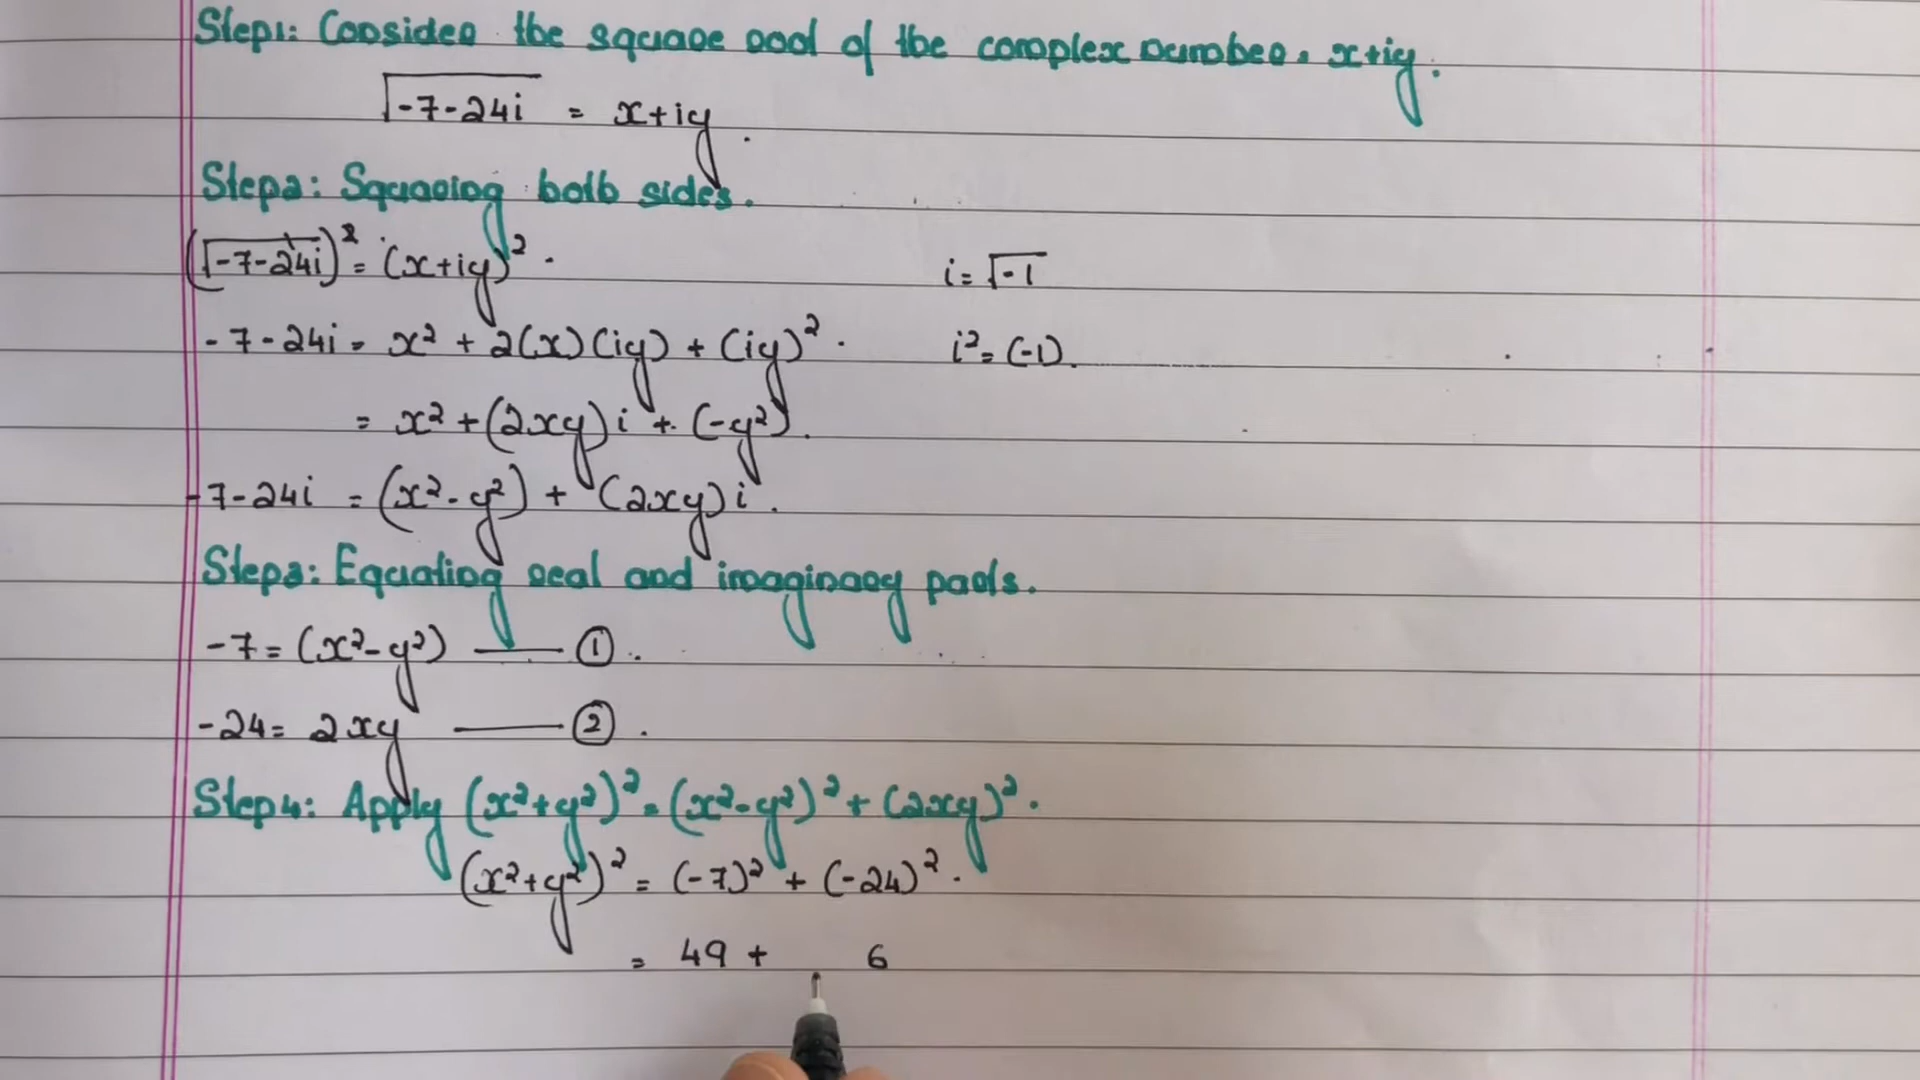 Step1: Consider the square root of the complex number, x+iy.
√-7-24i = x+iy.
Step2: Squaring both sides.
(√-7-24i)² = (x+iy)².
i = √-1
-7-24i = x² + 2(x)(iy) + (iy)².
i² = (-1).
= x² + (2xy)i + (-y²).
-7-24i = (x²-y²) + (2xy)i.
Step3: Equating real and imaginary parts.
-7 = (x²-y²) —— ①.
-24 = 2xy —— ②.
Step4: Apply (x²+y²)² = (x²-y²)² + (2xy)².
(x²+y²)² = (-7)² + (-24)².
= 49 + 6